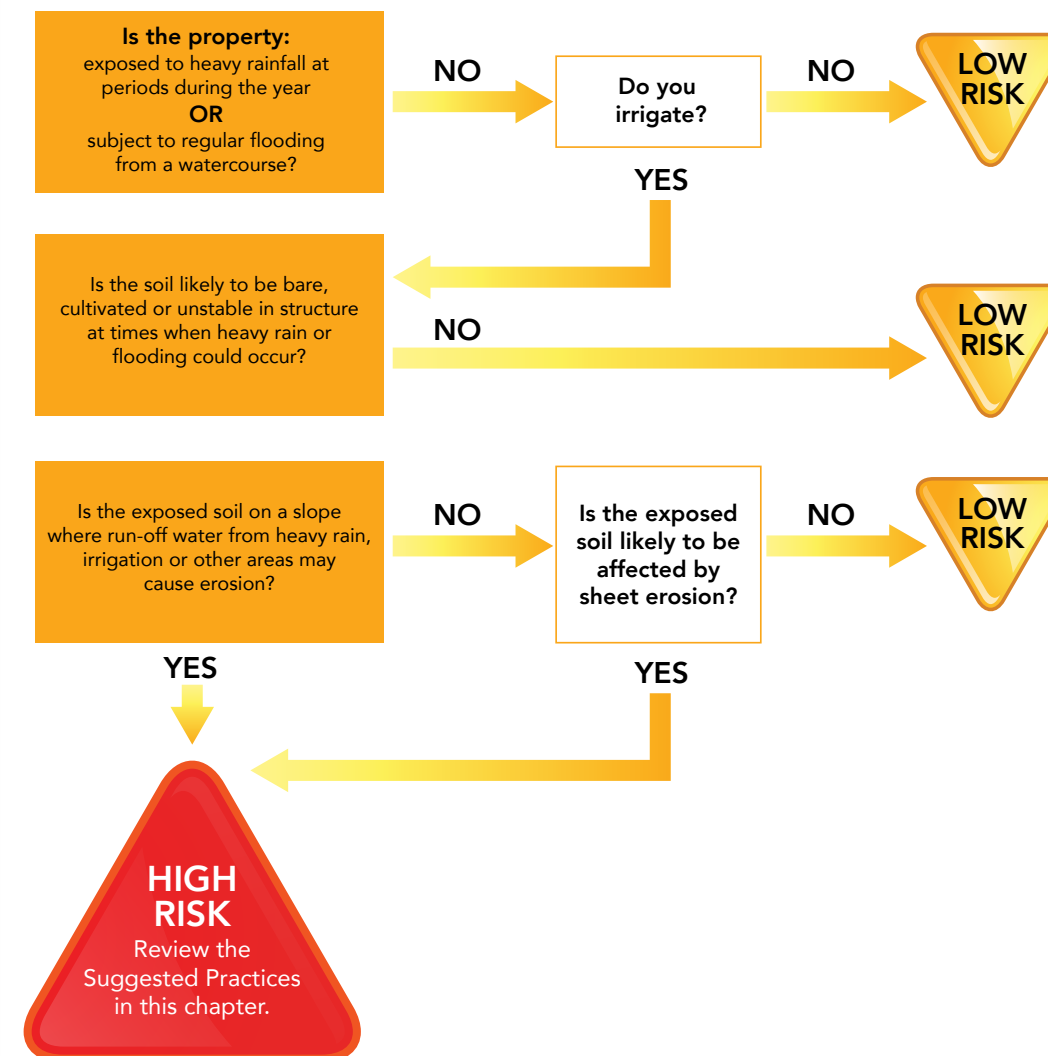 Is the property:
exposed to heavy rainfall at
periods during the year
OR
subject to regular flooding
from a watercourse?
NO
Do you
irrigate?
NO
LOW
RISK
YES
Is the soil likely to be bare,
cultivated or unstable in structure
at times when heavy rain or
flooding could occur?
NO
LOW
RISK
Is the exposed soil on a slope
where run-off water from heavy rain,
irrigation or other areas may
cause erosion?
NO
Is the exposed
soil likely to be
affected by
sheet erosion?
NO
LOW
RISK
YES
YES
HIGH
RISK
Review the
Suggested Practices
in this chapter.